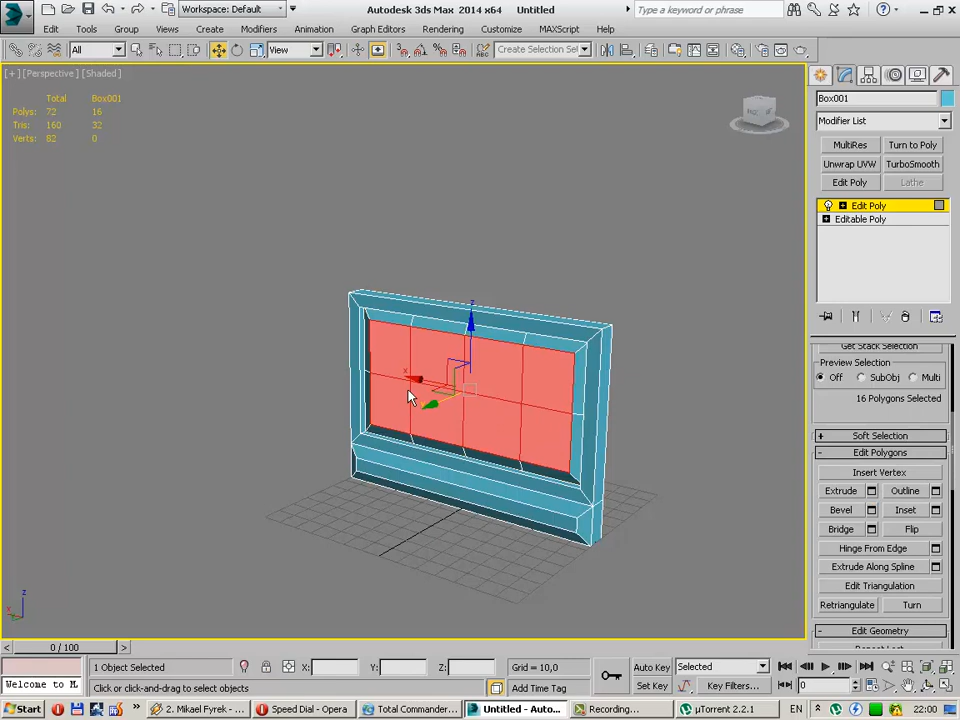 Workspace: Default
Autodesk 3ds Max 2014 x64
Untitled
Type a keyword or phrase
Edit
Tools
Group
Views
Create
Modifiers
Animation
Graph Editors
Rendering
Customize
MAXScript
Help
All
View
Create Selection Sel
[+] [Perspective] [Shaded]
Total Box001
Polys: 72 16
Tris: 160 32
Verts: 82 0
Box001
Modifier List
MultiRes
Turn to Poly
Unwrap UVW
TurboSmooth
Edit Poly
Lathe
Edit Poly
Editable Poly
Get Stack Selection
Preview Selection
Off SubObj Multi
16 Polygons Selected
+ Soft Selection
- Edit Polygons
Insert Vertex
Extrude
Outline
Bevel
Inset
Bridge
Flip
Hinge From Edge
Extrude Along Spline
Edit Triangulation
Retriangulate
Turn
- Edit Geometry
z
x
z
x
0 / 100
1 Object Selected
X:
Y:
Z:
Grid = 10,0
Auto Key
Selected
Welcome to M
Click or click-and-drag to select objects
Add Time Tag
Set Key
Key Filters...
0
Start
2. Mikael Fyrek - ...
Speed Dial - Opera
Total Commander...
Untitled - Auto...
Recording...
µTorrent 2.2.1
EN
22:00